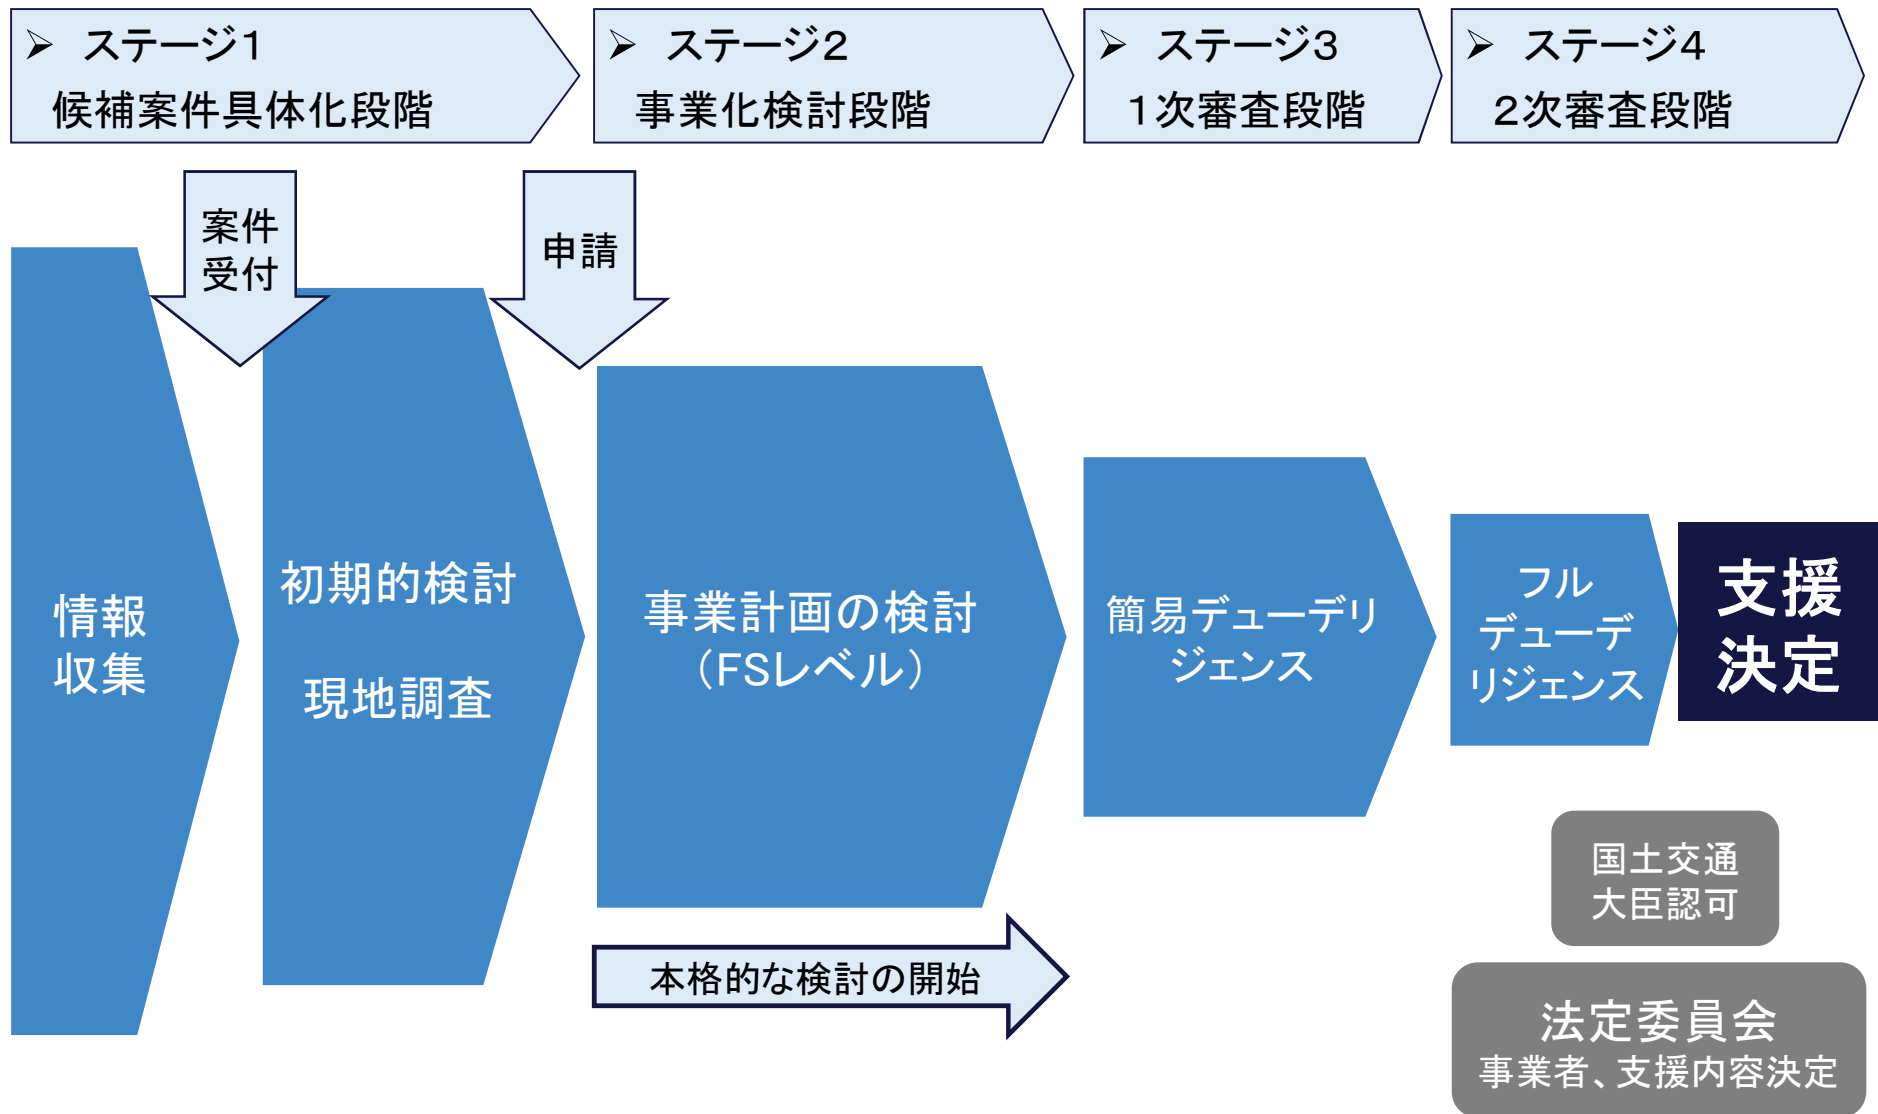 ➢ ステージ1
候補案件具体化段階
➢ ステージ2
事業化検討段階
➢ ステージ3
1次審査段階
➢ ステージ4
2次審査段階
案件
受付
申請
情報
収集
初期的検討
現地調査
事業計画の検討
（FSレベル）
簡易デューデリ
ジェンス
フル
デューデ
リジェンス
支援
決定
本格的な検討の開始
国土交通
大臣認可
法定委員会
事業者、支援内容決定